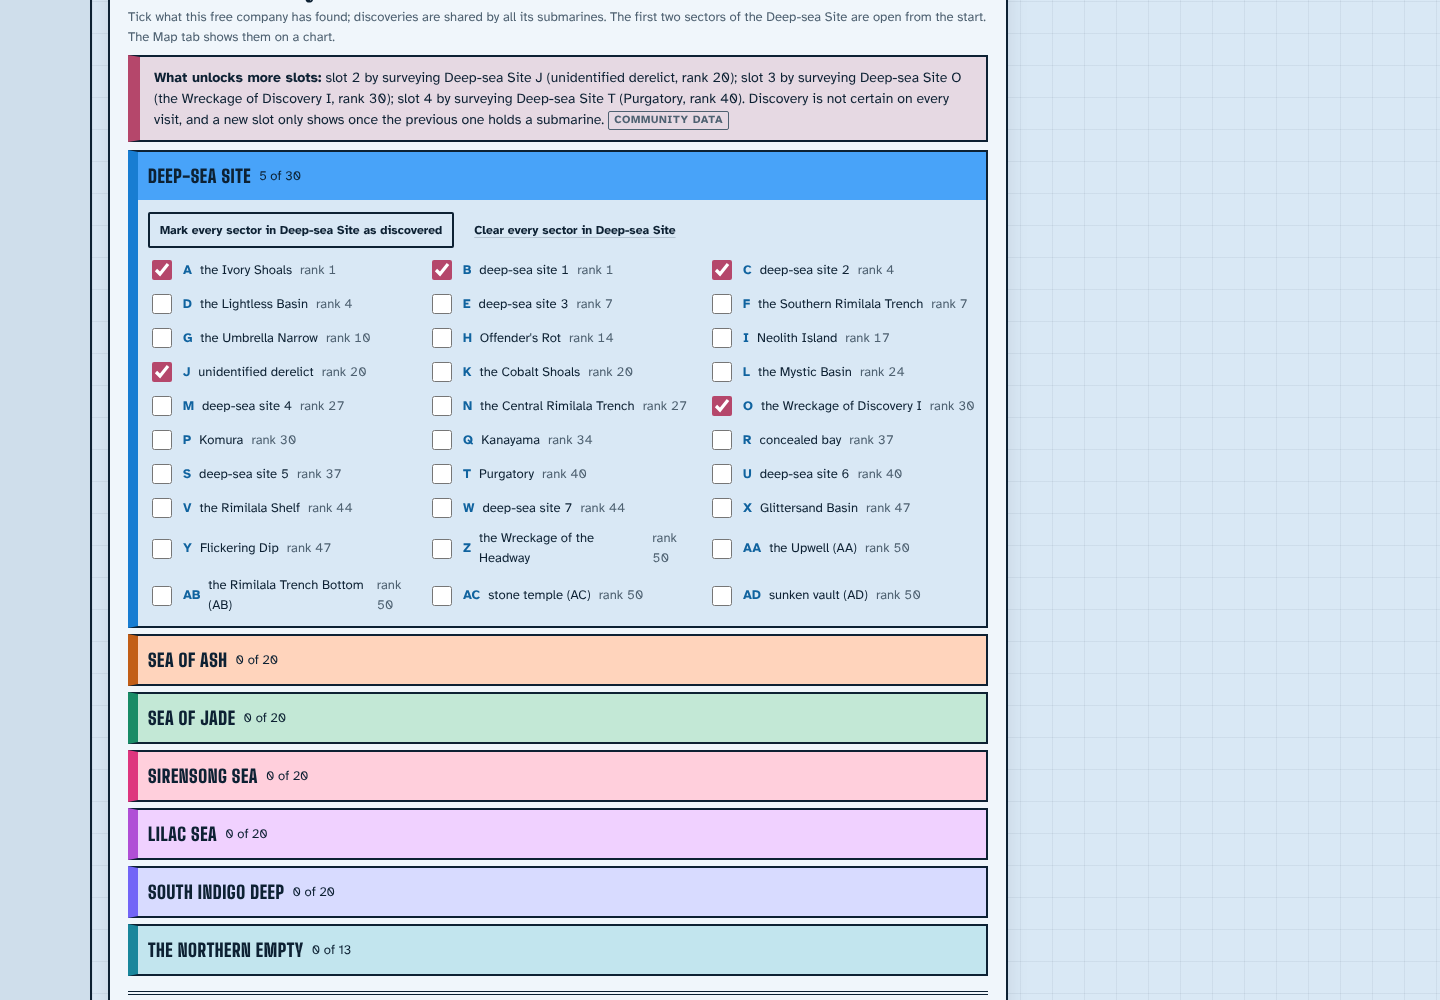 Tick what this free company has found; discoveries are shared by all its submarines. The first two sectors of the Deep-sea Site are open from the start.
The Map tab shows them on a chart.
What unlocks more slots: slot 2 by surveying Deep-sea Site J (unidentified derelict, rank 20); slot 3 by surveying Deep-sea Site O
(the Wreckage of Discovery I, rank 30); slot 4 by surveying Deep-sea Site T (Purgatory, rank 40). Discovery is not certain on every
visit, and a new slot only shows once the previous one holds a submarine. COMMUNITY DATA
DEEP-SEA SITE 5 of 30
Mark every sector in Deep-sea Site as discovered Clear every sector in Deep-sea Site
A the Ivory Shoals rank 1
B deep-sea site 1 rank 1
C deep-sea site 2 rank 4
D the Lightless Basin rank 4
E deep-sea site 3 rank 7
F the Southern Rimilala Trench rank 7
G the Umbrella Narrow rank 10
H Offender's Rot rank 14
I Neolith Island rank 17
J unidentified derelict rank 20
K the Cobalt Shoals rank 20
L the Mystic Basin rank 24
M deep-sea site 4 rank 27
N the Central Rimilala Trench rank 27
O the Wreckage of Discovery I rank 30
P Komura rank 30
Q Kanayama rank 34
R concealed bay rank 37
S deep-sea site 5 rank 37
T Purgatory rank 40
U deep-sea site 6 rank 40
V the Rimilala Shelf rank 44
W deep-sea site 7 rank 44
X Glittersand Basin rank 47
Y Flickering Dip rank 47
Z the Wreckage of the Headway rank 50
AA the Upwell (AA) rank 50
AB the Rimilala Trench Bottom (AB) rank 50
AC stone temple (AC) rank 50
AD sunken vault (AD) rank 50
SEA OF ASH 0 of 20
SEA OF JADE 0 of 20
SIRENSONG SEA 0 of 20
LILAC SEA 0 of 20
SOUTH INDIGO DEEP 0 of 20
THE NORTHERN EMPTY 0 of 13